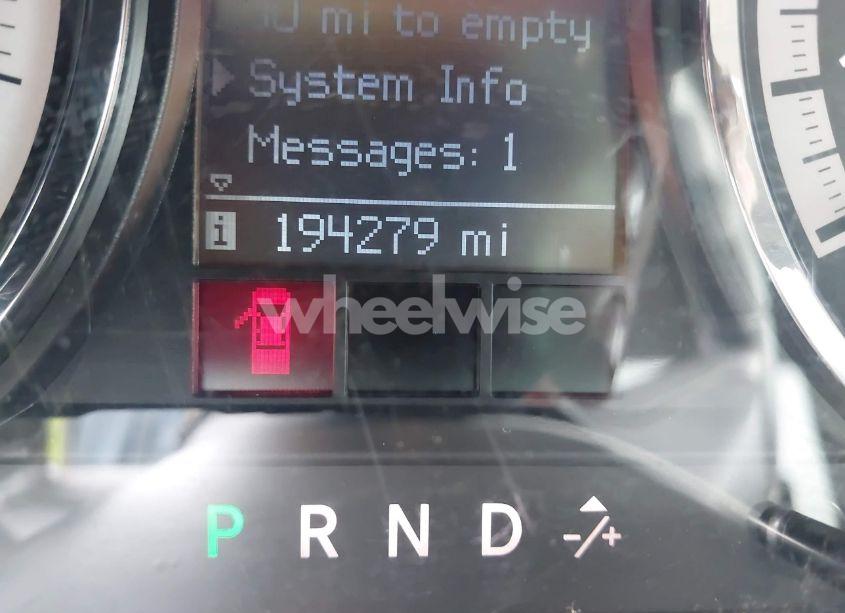 mi to empty
System Info
Messages: 1
i 194279 mi
wheelwise
P R N D -/+